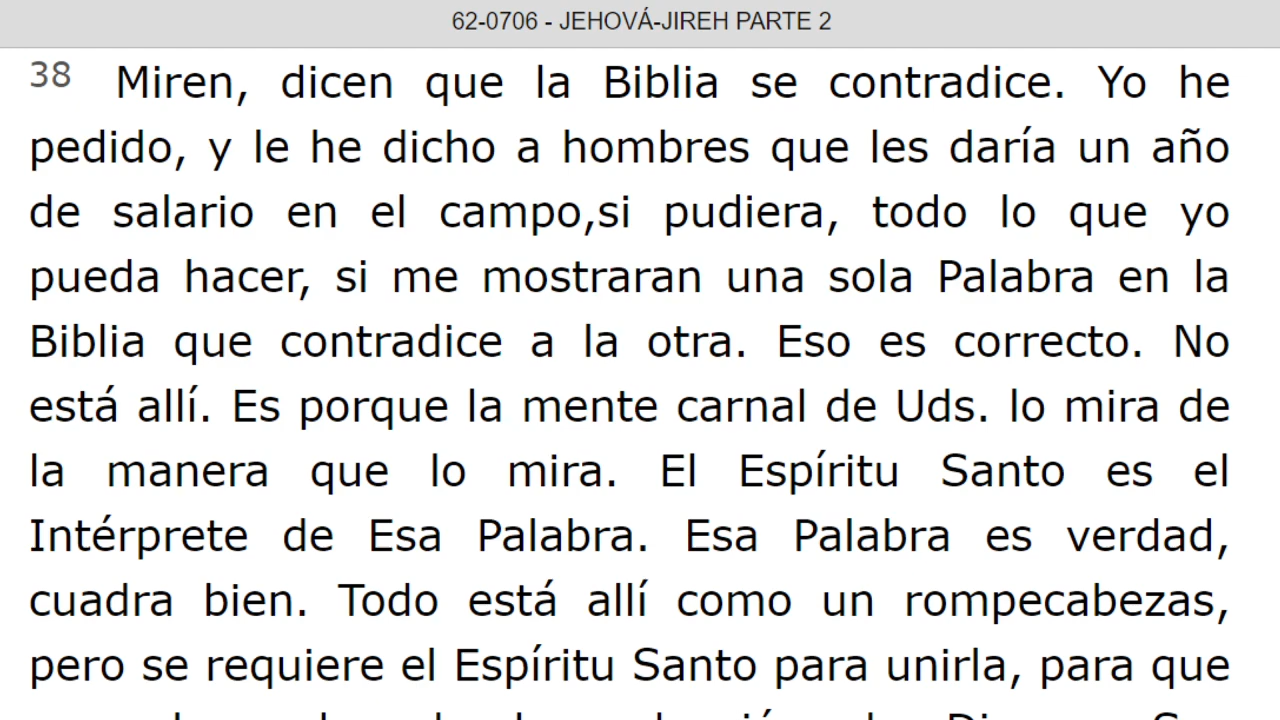 62-0706 - JEHOVÁ-JIREH PARTE 2
38 Miren, dicen que la Biblia se contradice. Yo he
pedido, y le he dicho a hombres que les daría un año
de salario en el campo,si pudiera, todo lo que yo
pueda hacer, si me mostraran una sola Palabra en la
Biblia que contradice a la otra. Eso es correcto. No
está allí. Es porque la mente carnal de Uds. lo mira de
la manera que lo mira. El Espíritu Santo es el
Intérprete de Esa Palabra. Esa Palabra es verdad,
cuadra bien. Todo está allí como un rompecabezas,
pero se requiere el Espíritu Santo para unirla, para que